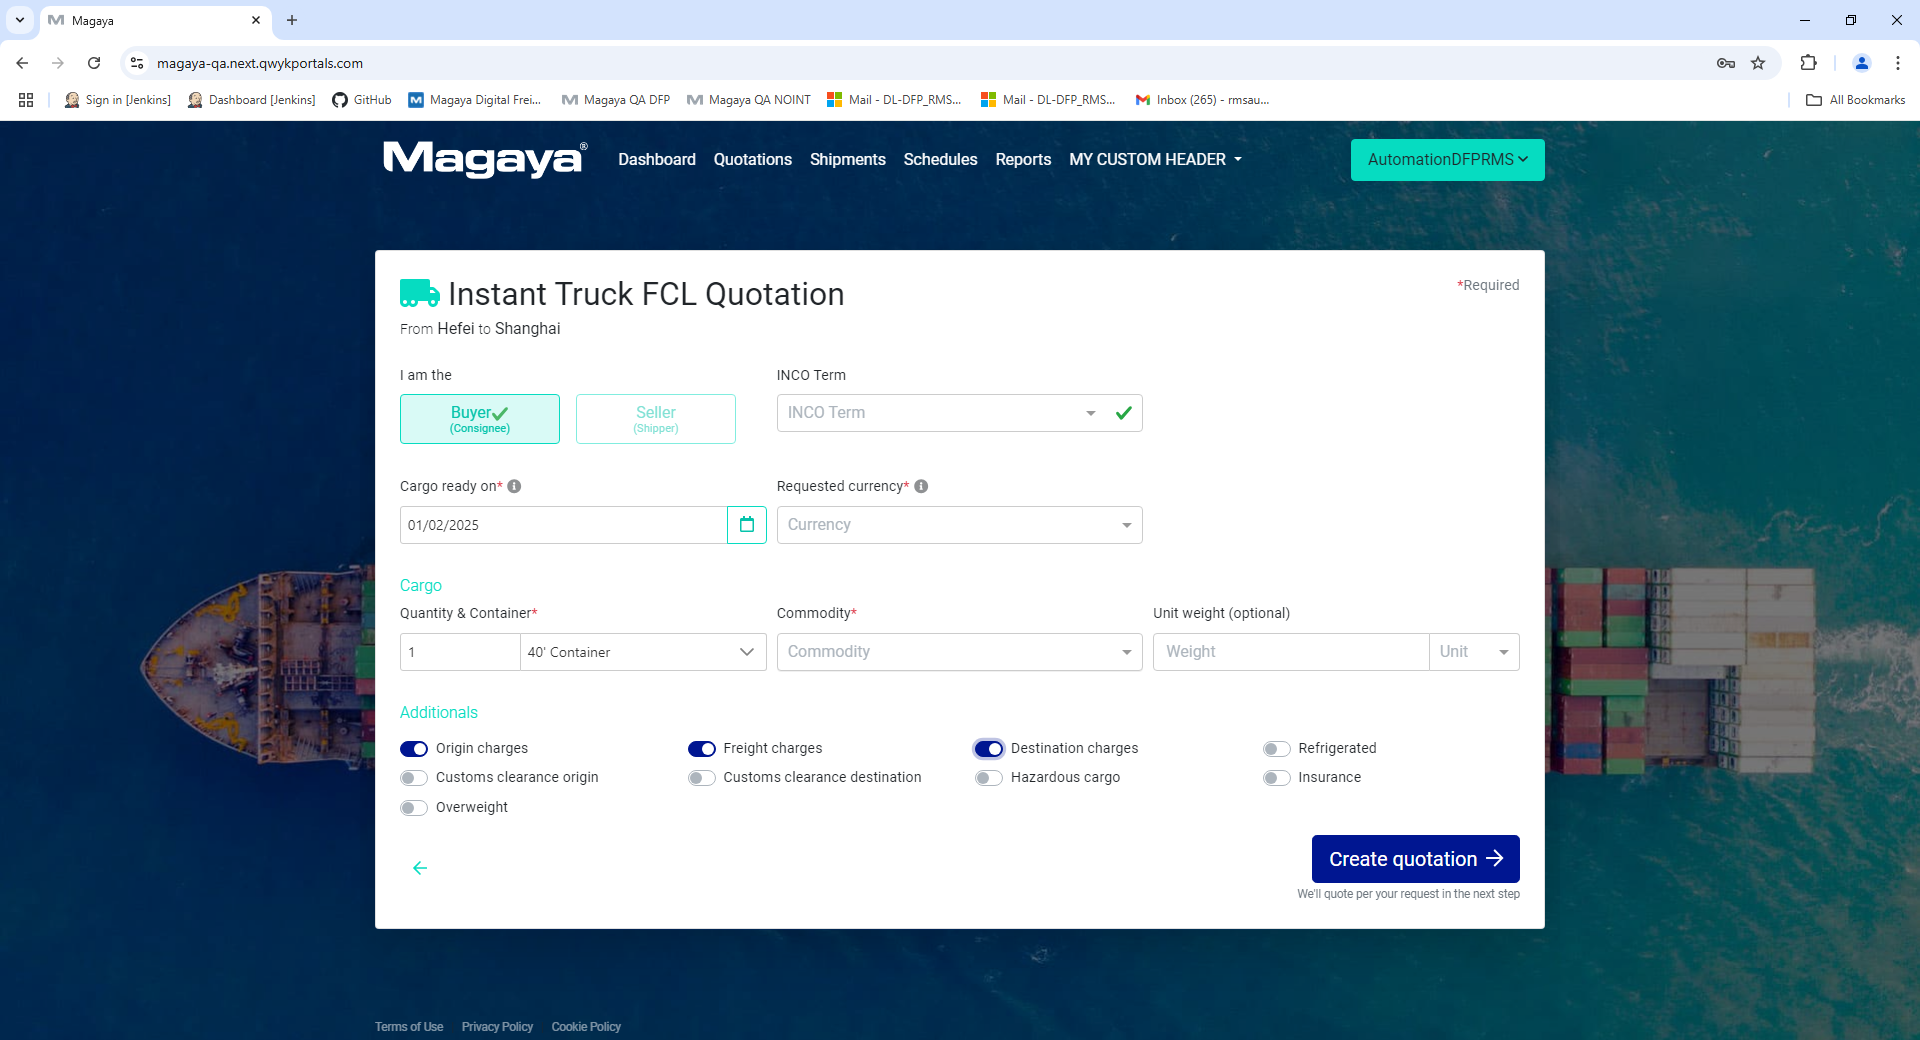 Magaya
magaya-qa.next.qwykportals.com
Sign in [Jenkins]
Dashboard [Jenkins]
GitHub
Magaya Digital Frei...
Magaya QA DFP
Magaya QA NOINT
Mail - DL-DFP_RMS...
Mail - DL-DFP_RMS...
Inbox (265) - rmsau...
All Bookmarks
Magaya®
Dashboard
Quotations
Shipments
Schedules
Reports
MY CUSTOM HEADER
AutomationDFPRMS
Instant Truck FCL Quotation
*Required
From Hefei to Shanghai
I am the
INCO Term
Buyer
(Consignee)
Seller
(Shipper)
INCO Term
Cargo ready on*
Requested currency*
01/02/2025
Currency
Cargo
Quantity & Container*
Commodity*
Unit weight (optional)
1
40' Container
Commodity
Weight
Unit
Additionals
Origin charges
Freight charges
Destination charges
Refrigerated
Customs clearance origin
Customs clearance destination
Hazardous cargo
Insurance
Overweight
Create quotation
We'll quote per your request in the next step
Terms of Use
Privacy Policy
Cookie Policy